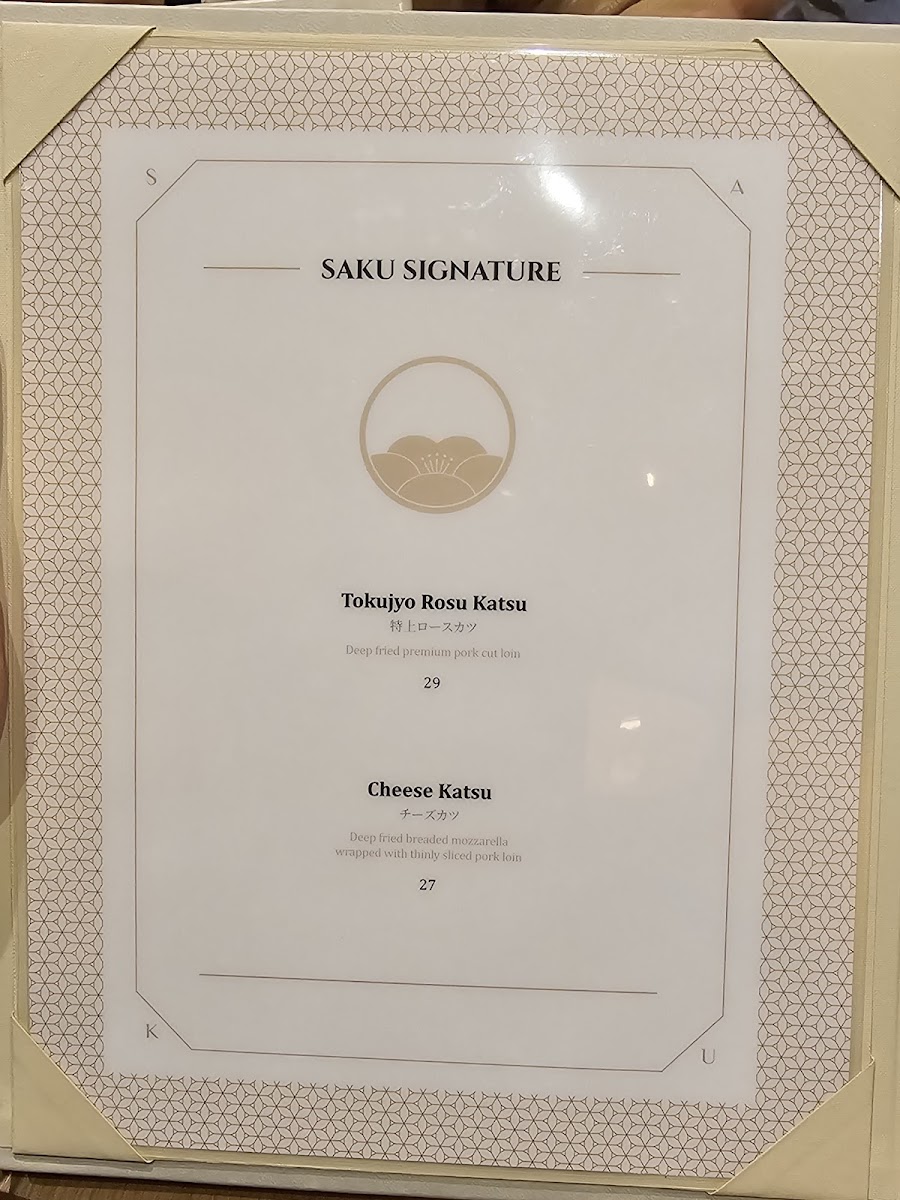 S
A
SAKU SIGNATURE
Tokujyo Rosu Katsu
特上ロースカツ
Deep fried premium pork cut loin
29
Cheese Katsu
チーズカツ
Deep fried breaded mozzarella
wrapped with thinly sliced pork loin
27
K
U